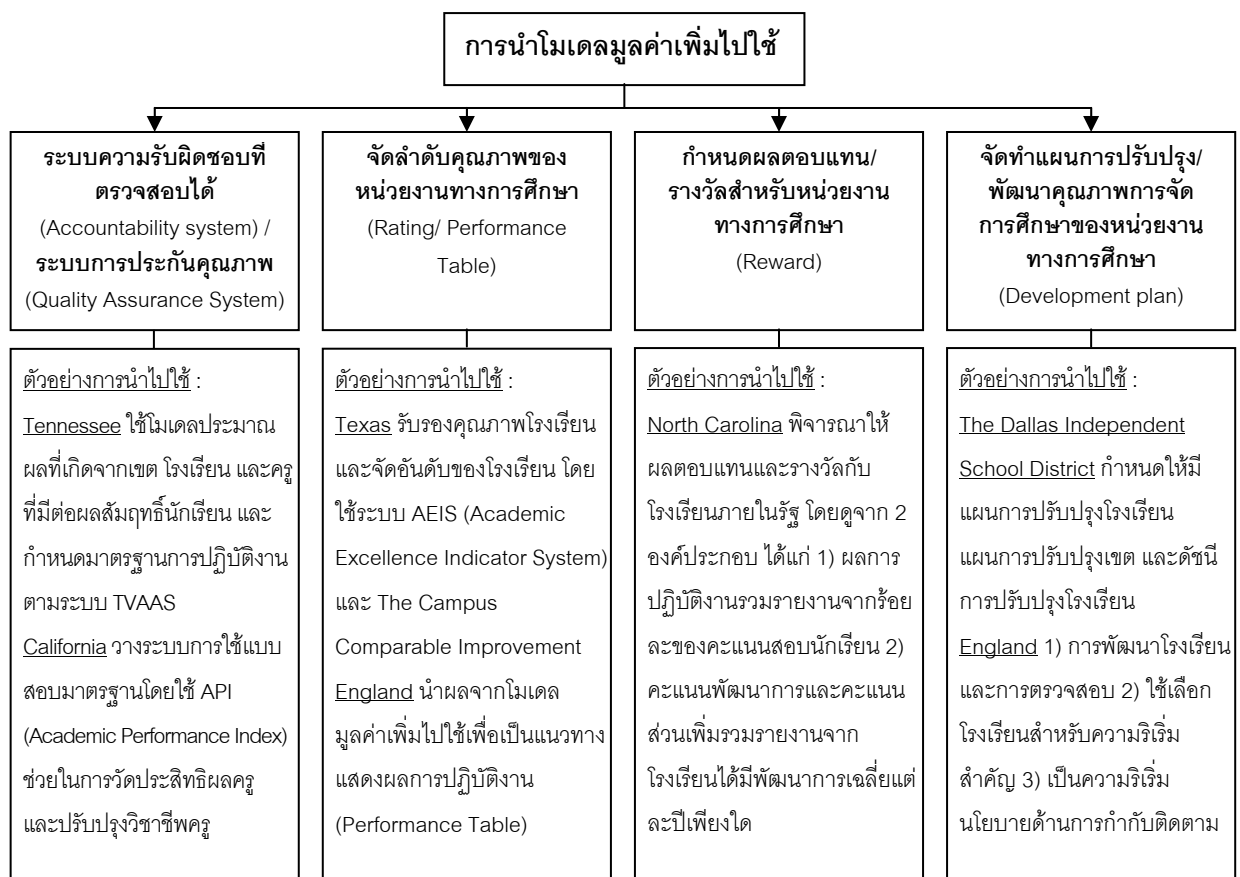 การนำโมเดลมูลค่าเพิ่มไปใช้
ระบบความรับผิดชอบที่
ตรวจสอบได้
(Accountability system) /
ระบบการประกันคุณภาพ
(Quality Assurance System)
จัดลำดับคุณภาพของ
หน่วยงานทางการศึกษา
(Rating/ Performance
Table)
กำหนดผลตอบแทน/
รางวัลสำหรับหน่วยงาน
ทางการศึกษา
(Reward)
จัดทำแผนการปรับปรุง/
พัฒนาคุณภาพการจัด
การศึกษาของหน่วยงาน
ทางการศึกษา
(Development plan)
ตัวอย่างการนำไปใช้ :
Tennessee ใช้โมเดลประมาณ
ผลที่เกิดจากเขต โรงเรียน และครู
ที่มีต่อผลสัมฤทธิ์นักเรียน และ
กำหนดมาตรฐานการปฏิบัติงาน
ตามระบบ TVAAS
California วางระบบการใช้แบบ
สอบมาตรฐานโดยใช้ API
(Academic Performance Index)
ช่วยในการวัดประสิทธิผลครู
และปรับปรุงวิชาชีพครู
ตัวอย่างการนำไปใช้ :
Texas รับรองคุณภาพโรงเรียน
และจัดอันดับของโรงเรียน โดย
ใช้ระบบ AEIS (Academic
Excellence Indicator System)
และ The Campus
Comparable Improvement
England นำผลจากโมเดล
มูลค่าเพิ่มไปใช้เพื่อเป็นแนวทาง
แสดงผลการปฏิบัติงาน
(Performance Table)
ตัวอย่างการนำไปใช้ :
North Carolina พิจารณาให้
ผลตอบแทนและรางวัลกับ
โรงเรียนภายในรัฐ โดยดูจาก 2
องค์ประกอบ ได้แก่ 1) ผลการ
ปฏิบัติงานรวมรายงานจากร้อย
ละของคะแนนสอบนักเรียน 2)
คะแนนพัฒนาการและคะแนน
ส่วนเพิ่มรวมรายงานจาก
โรงเรียนได้มีพัฒนาการเฉลี่ยแต่
ละปีเพียงใด
ตัวอย่างการนำไปใช้ :
The Dallas Independent
School District กำหนดให้มี
แผนการปรับปรุงโรงเรียน
แผนการปรับปรุงเขต และดัชนี
การปรับปรุงโรงเรียน
England 1) การพัฒนาโรงเรียน
และการตรวจสอบ 2) ใช้เลือก
โรงเรียนสำหรับความริเริ่ม
สำคัญ 3) เป็นความริเริ่ม
นโยบายด้านการกำกับติดตาม